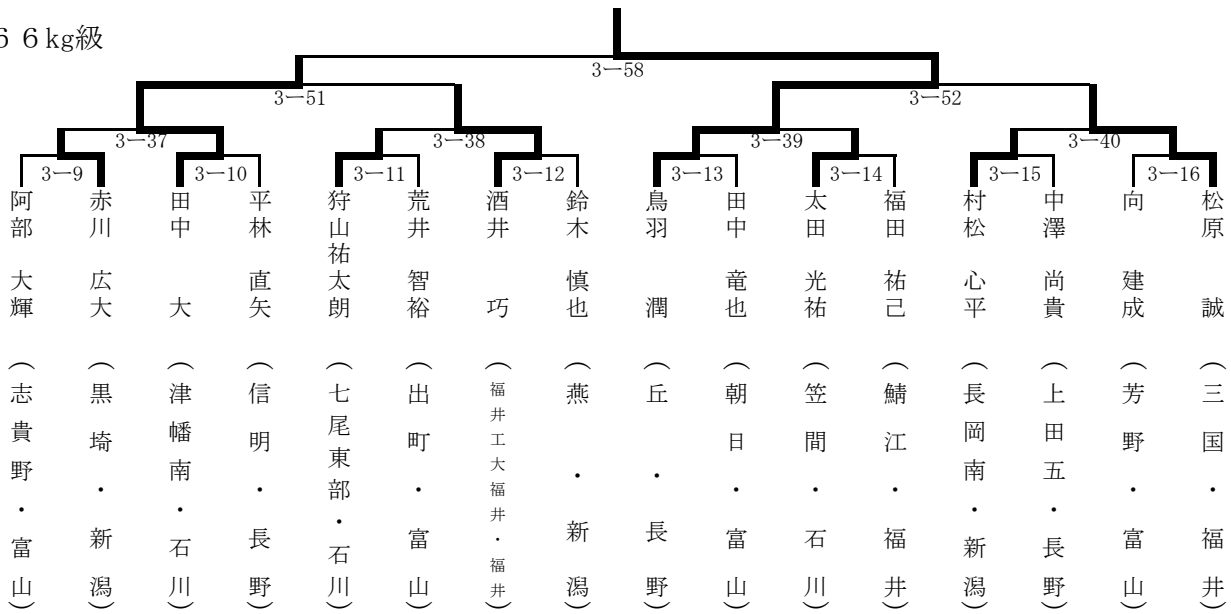 66kg級
3－58
3－51
3－52
3－37
3－38
3－39
3－40
3－9
3－10
3－11
3－12
3－13
3－14
3－15
3－16
阿部 大輝 （志貴野・富山）
赤川 広大 （黒埼・新潟）
田中 大 （津幡南・石川）
平林 直矢 （信明・長野）
狩山祐太朗 （七尾東部・石川）
荒井 智裕 （出町・富山）
酒井 巧 （福井工大福井・福井）
鈴木 慎也 （燕・新潟）
鳥羽 潤 （丘・長野）
田中 竜也 （朝日・富山）
太田 光祐 （笠間・石川）
福田 祐己 （鯖江・福井）
村松 心平 （長岡南・新潟）
中澤 尚貴 （上田五・長野）
向 建成 （芳野・富山）
松原 誠 （三国・福井）